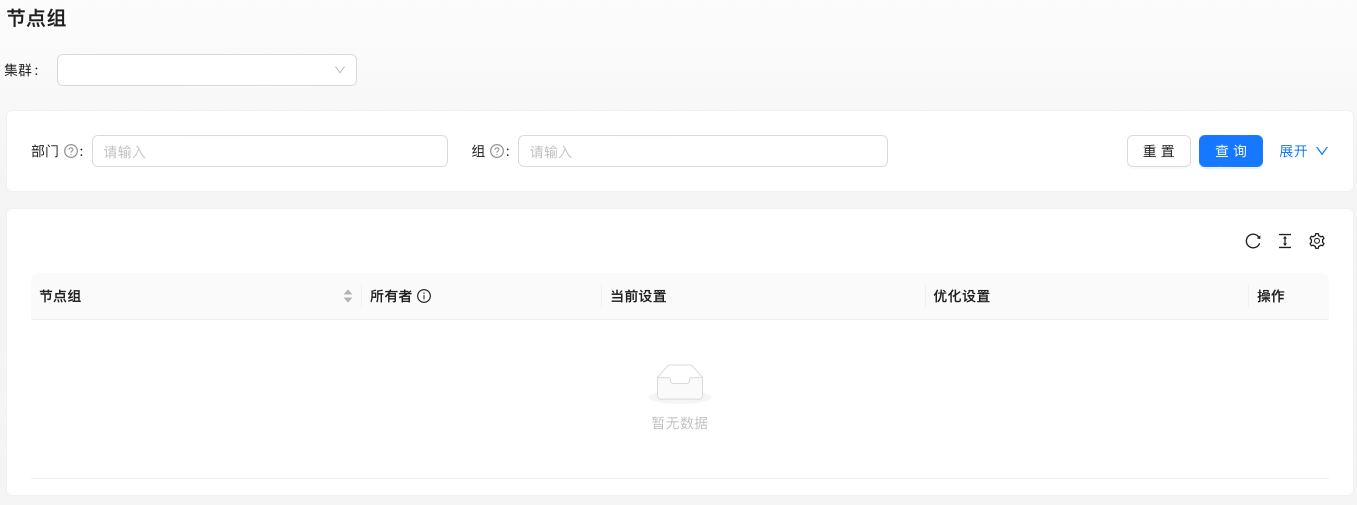 节点组
集群：
部门 ?: 请输入 组 ?: 请输入 重 置 查 询 展开
节点组 所有者 当前设置 优化设置 操作
暂无数据